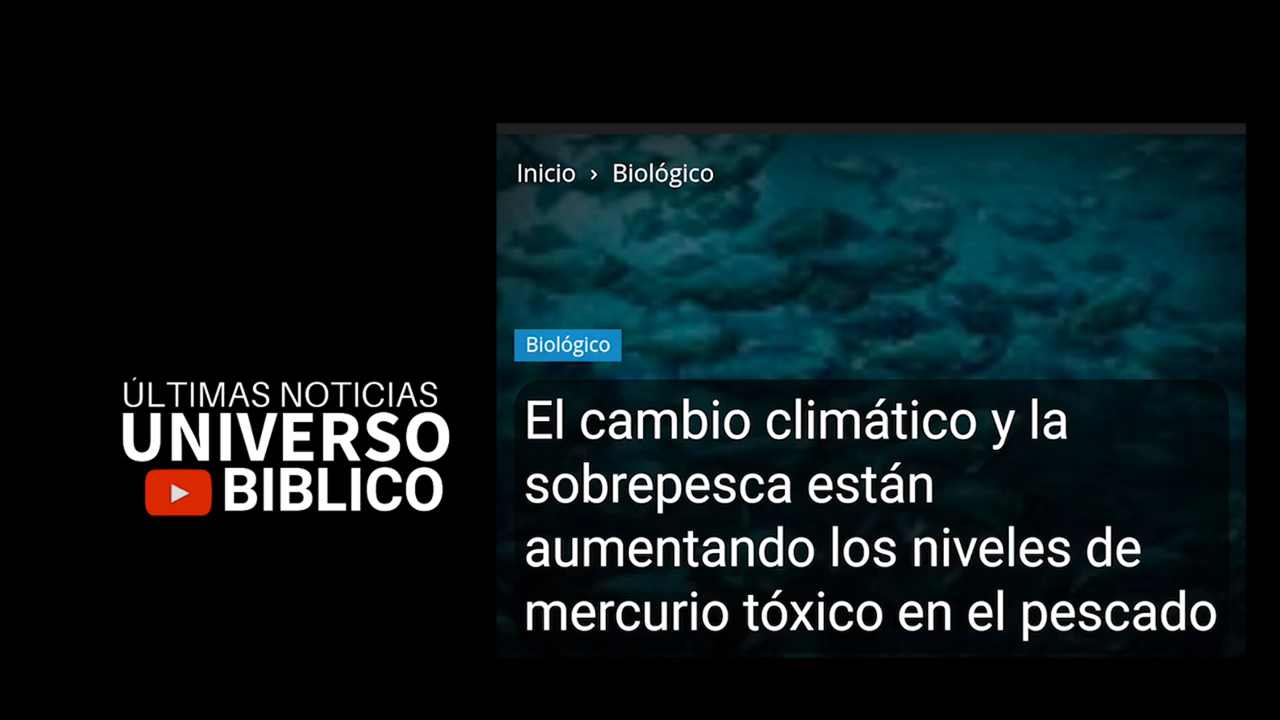 Inicio › Biológico
Biológico
El cambio climático y la
sobrepesca están
aumentando los niveles de
mercurio tóxico en el pescado
ÚLTIMAS NOTICIAS
UNIVERSO
BIBLICO